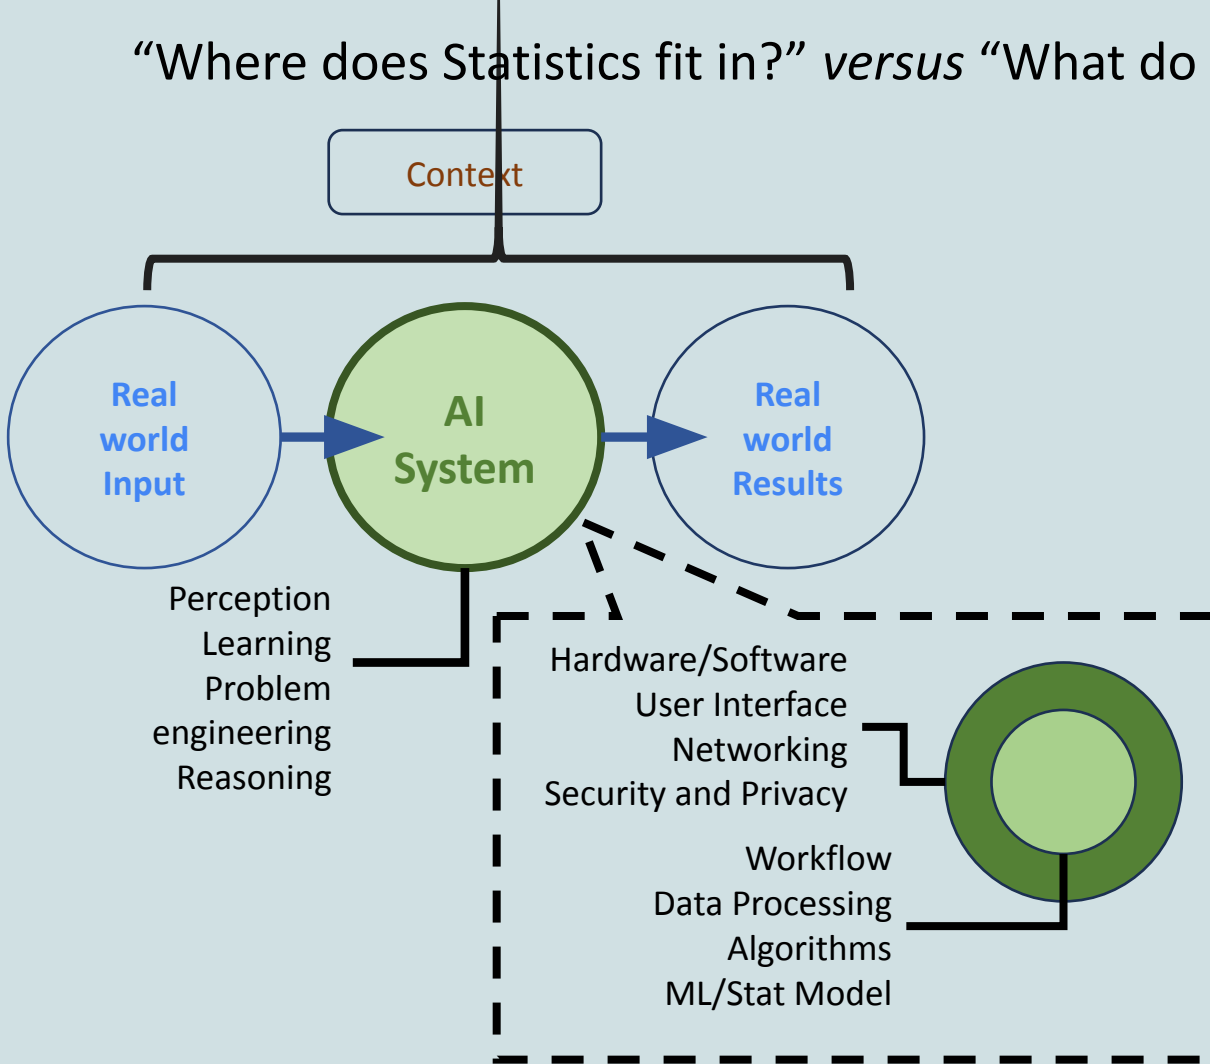 “Where does Statistics fit in?” versus “What do
Context
Real
world
Input
AI
System
Real
world
Results
Perception
Learning
Problem
engineering
Reasoning
Hardware/Software
User Interface
Networking
Security and Privacy
Workflow
Data Processing
Algorithms
ML/Stat Model